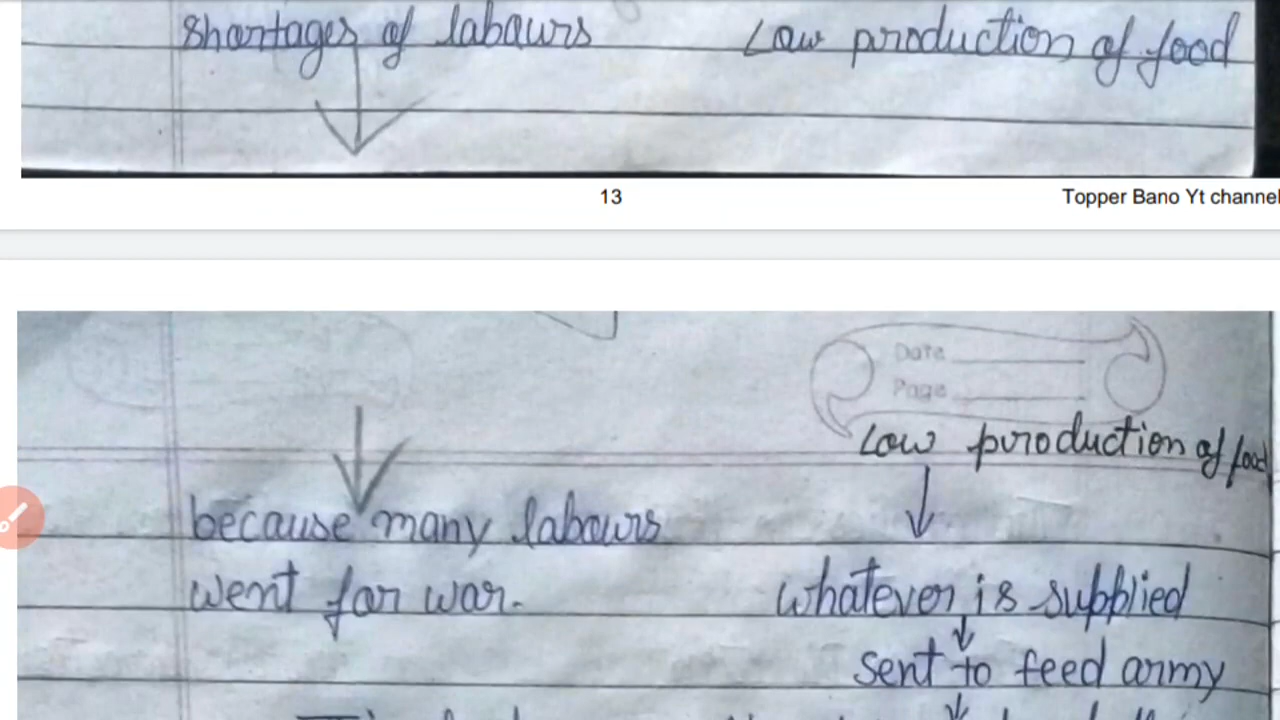 Shortages of labours Low production of food
13 Topper Bano Yt channel
Date
Page
Low production of food
because many labours
went for war.
whatever is supplied
sent to feed army